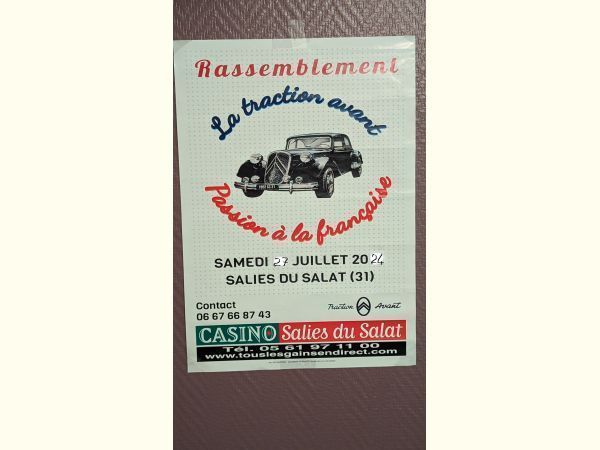 Rassemblement
La traction avant
Passion à la française
SAMEDI 27 JUILLET 2024
SALIES DU SALAT (31)
Contact
06 67 66 87 43
Traction Avant
CASINO Salies du Salat
Tél. 05 61 97 11 00
www.touslesgainsendirect.com